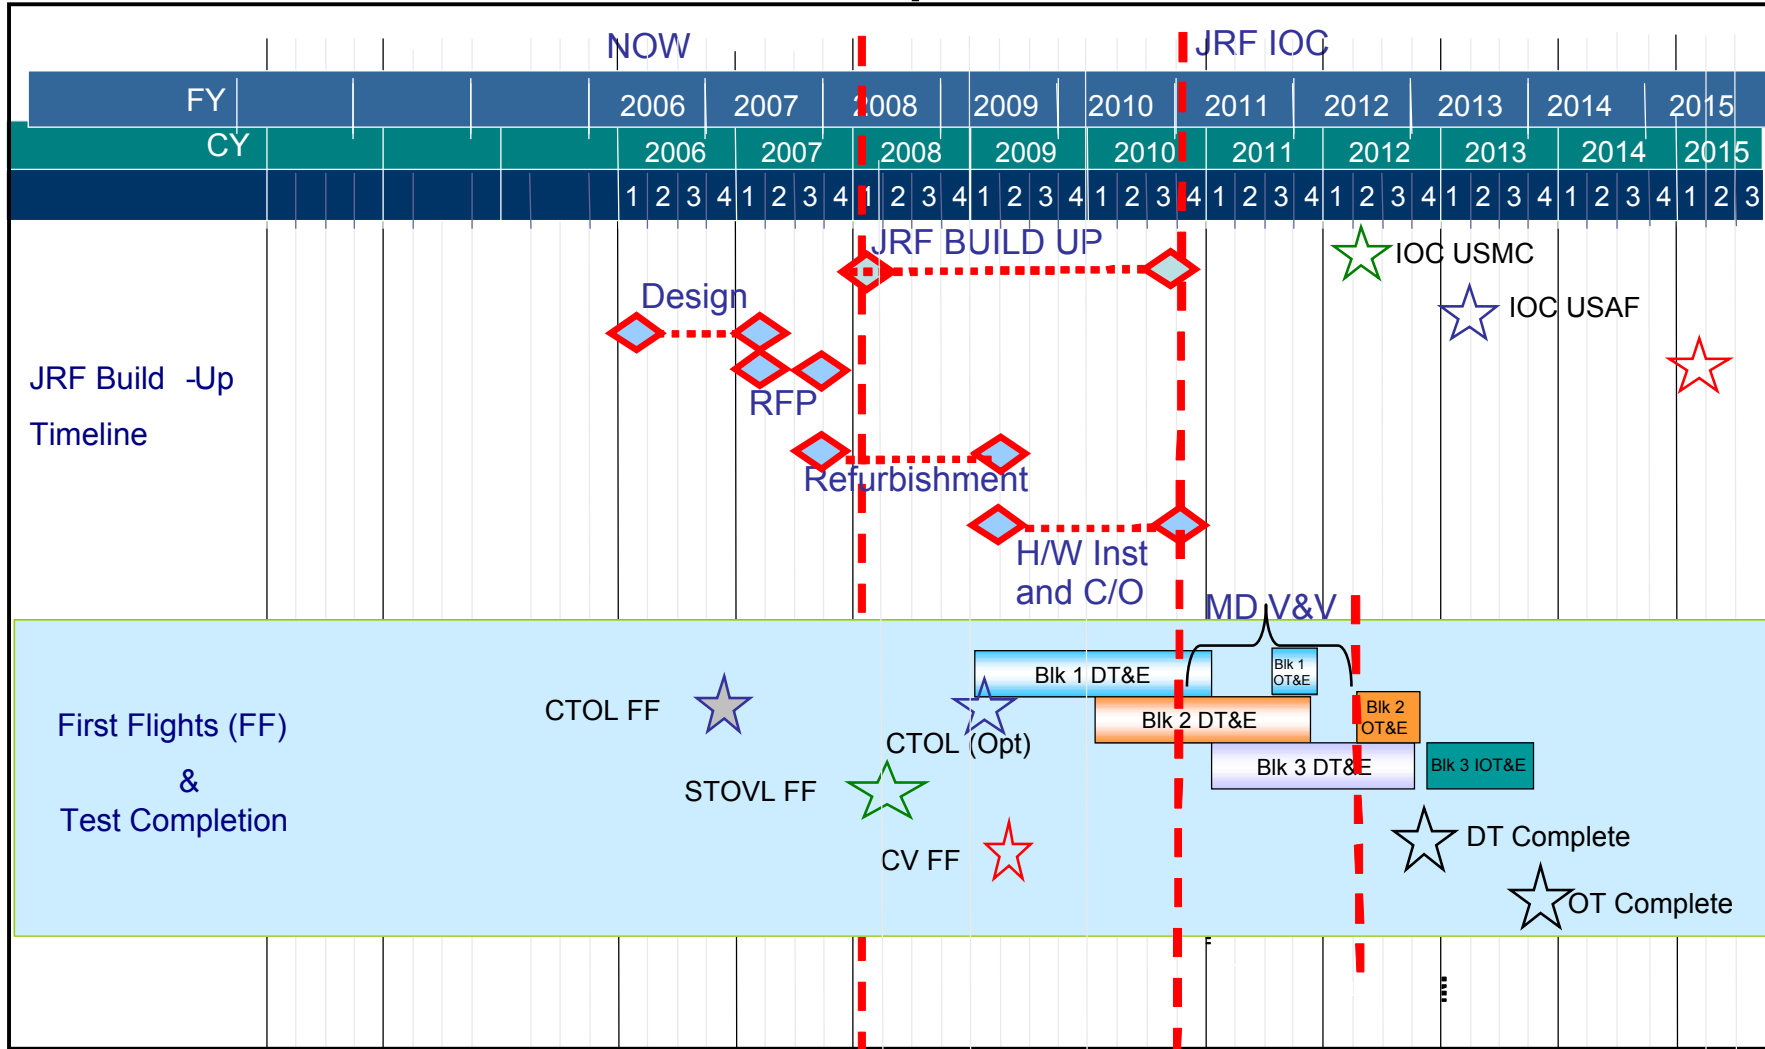 NOW
JRF IOC
FY 2006 2007 2008 2009 2010 2011 2012 2013 2014 2015
CY 2006 2007 2008 2009 2010 2011 2012 2013 2014 2015
1 2 3 4 1 2 3 4 1 2 3 4 1 2 3 4 1 2 3 4 1 2 3 4 1 2 3 4 1 2 3 4 1 2 3 4 1 2 3
JRF BUILD UP
IOC USMC
Design
IOC USAF
JRF Build -Up
Timeline
RFP
Refurbishment
H/W Inst
and C/O
MD V&V
Blk 1 DT&E
Blk 1
OT&E
CTOL FF
Blk 2 DT&E
Blk 2
OT&E
First Flights (FF)
&
Test Completion
CTOL (Opt)
Blk 3 DT&E
Blk 3 IOT&E
STOVL FF
DT Complete
CV FF
OT Complete